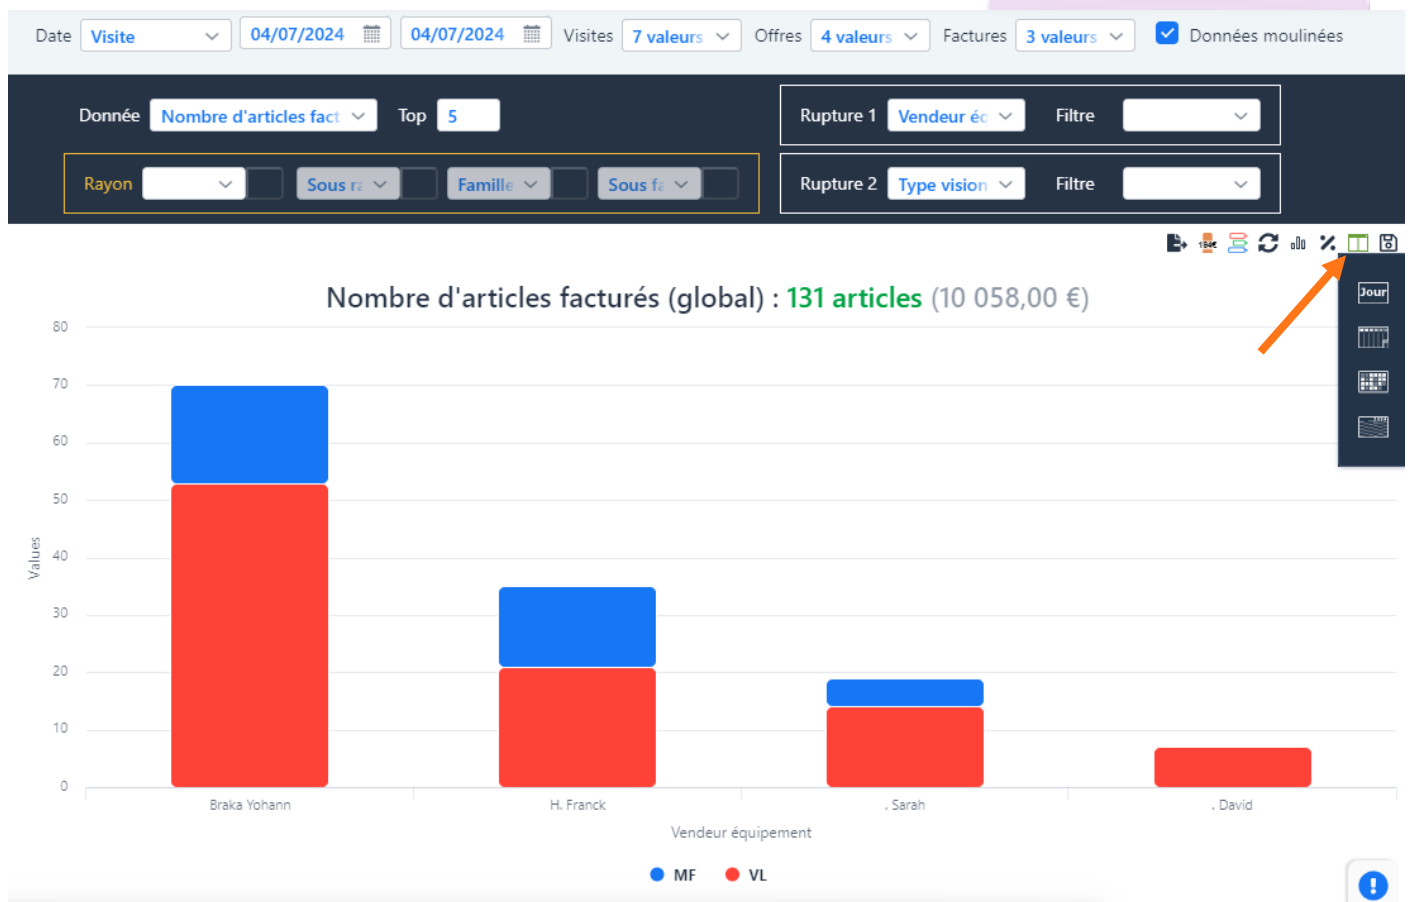 Date Visite 04/07/2024 04/07/2024 Visites 7 valeurs Offres 4 valeurs Factures 3 valeurs Données moulinées
Donnée Nombre d'articles fact Top 5 Rupture 1 Vendeur éq Filtre
Rayon Sous ra Famille Sous fa Rupture 2 Type vision Filtre
Jour
Nombre d'articles facturés (global) : 131 articles (10 058,00 €)
80
70
60
50
40
30
20
10
0
Values
Braka Yohann H. Franck . Sarah . David
Vendeur équipement
MF VL